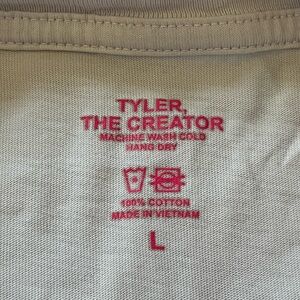 TYLER,
THE CREATOR
MACHINE WASH COLD
HANG DRY
100% COTTON
MADE IN VIETNAM
L